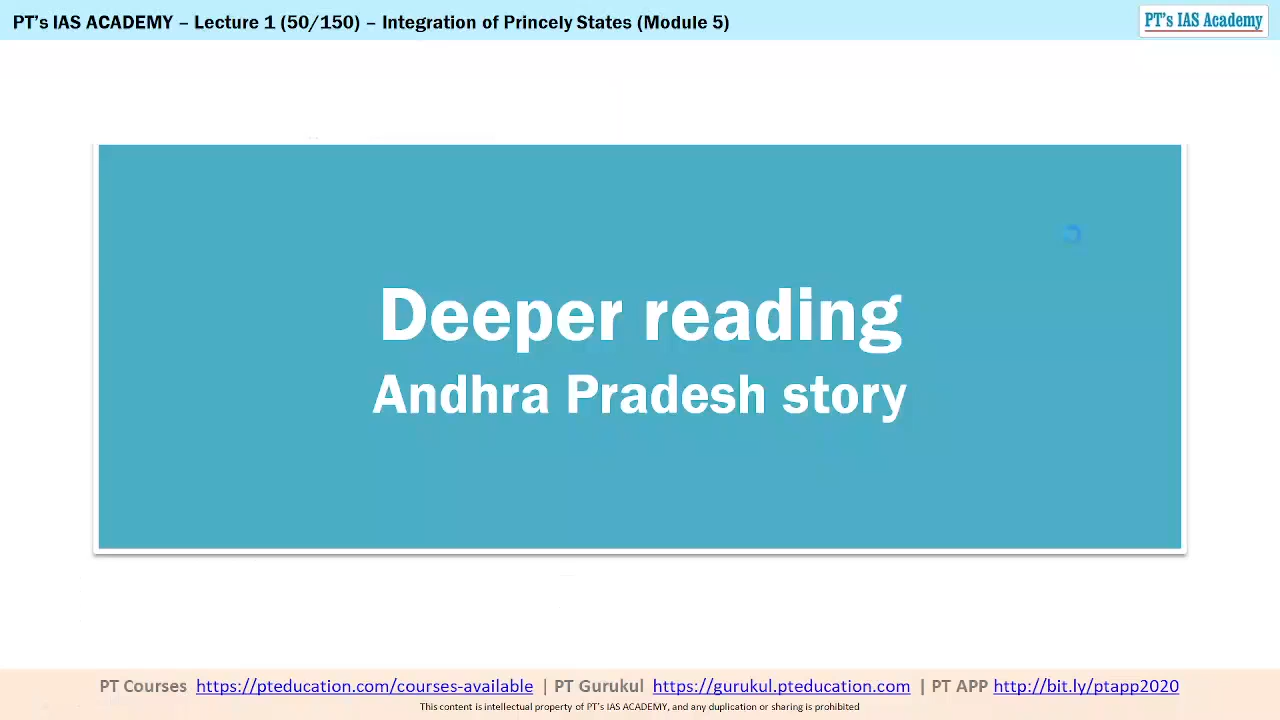 PT's IAS ACADEMY – Lecture 1 (50/150) – Integration of Princely States (Module 5)
PT's IAS Academy
Deeper reading
Andhra Pradesh story
PT Courses https://pteducation.com/courses-available | PT Gurukul https://gurukul.pteducation.com | PT APP http://bit.ly/ptapp2020
This content is intellectual property of PT's IAS ACADEMY, and any duplication or sharing is prohibited